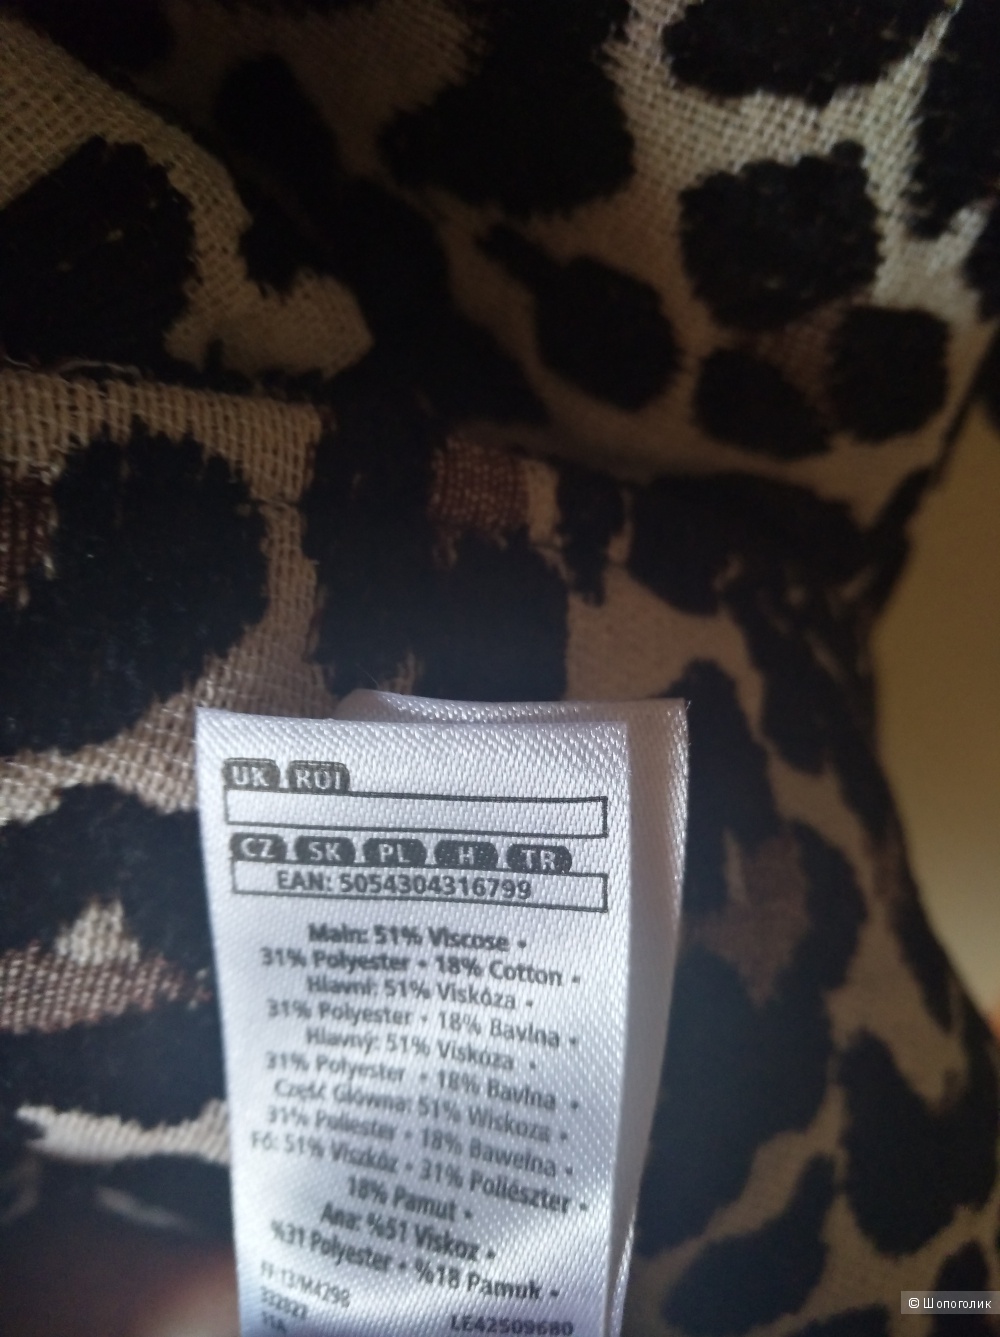 UK ROI
CZ SK PL H TR
EAN: 5054304316799
Main: 51% Viscose •
31% Polyester • 18% Cotton •
Hlavní: 51% Viskóza •
31% Polyester • 18% Bavlna •
Hlavný: 51% Viskóza •
31% Polyester • 18% Bavlna •
Część Główna: 51% Wiskoza •
31% Poliester • 18% Bawełna •
Fő: 51% Viszkóz • 31% Poliészter •
18% Pamut •
Ana: %51 Viskoz •
%31 Polyester • %18 Pamuk •
LE42509680
© Шопоголик